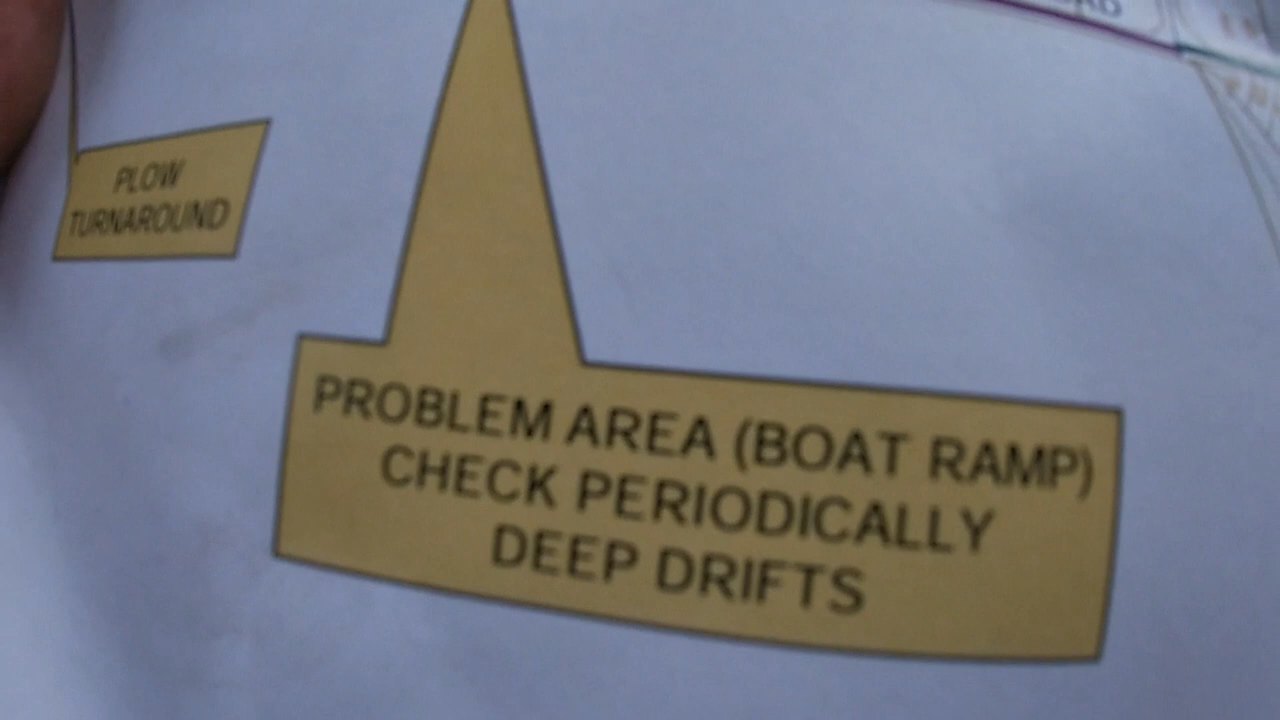 PLOW
TURNAROUND
PROBLEM AREA (BOAT RAMP)
CHECK PERIODICALLY
DEEP DRIFTS